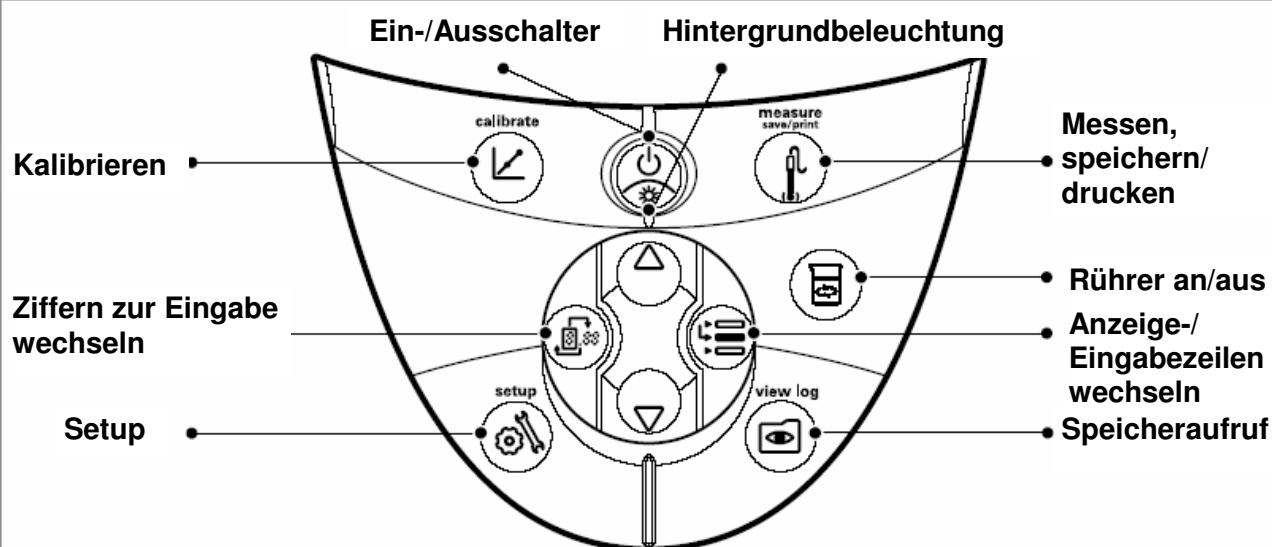 Ein-/Ausschalter
Hintergrundbeleuchtung
calibrate
measure
save/print
Kalibrieren
Messen,
speichern/
drucken
Rührer an/aus
Ziffern zur Eingabe
wechseln
Anzeige-/
Eingabezeilen
wechseln
setup
view log
Setup
Speicheraufruf